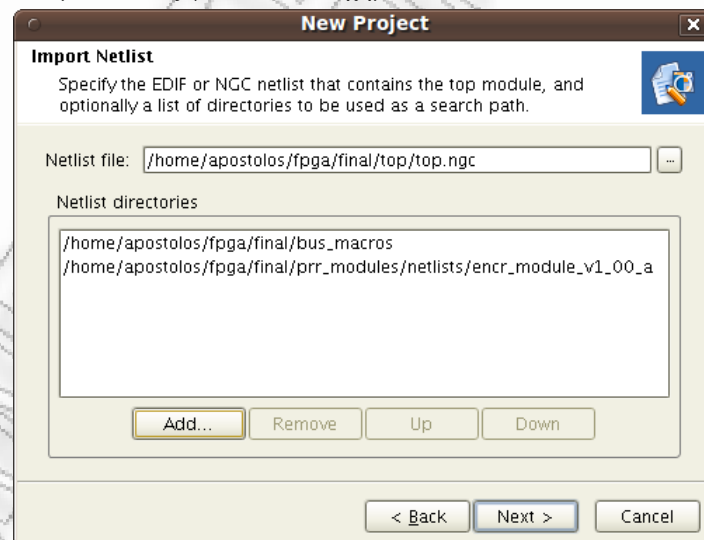 New Project
Import Netlist
Specify the EDIF or NGC netlist that contains the top module, and
optionally a list of directories to be used as a search path.
Netlist file: /home/apostolos/fpga/final/top/top.ngc ...
Netlist directories
/home/apostolos/fpga/final/bus_macros
/home/apostolos/fpga/final/prr_modules/netlists/encr_module_v1_00_a
Add... Remove Up Down
< Back Next > Cancel